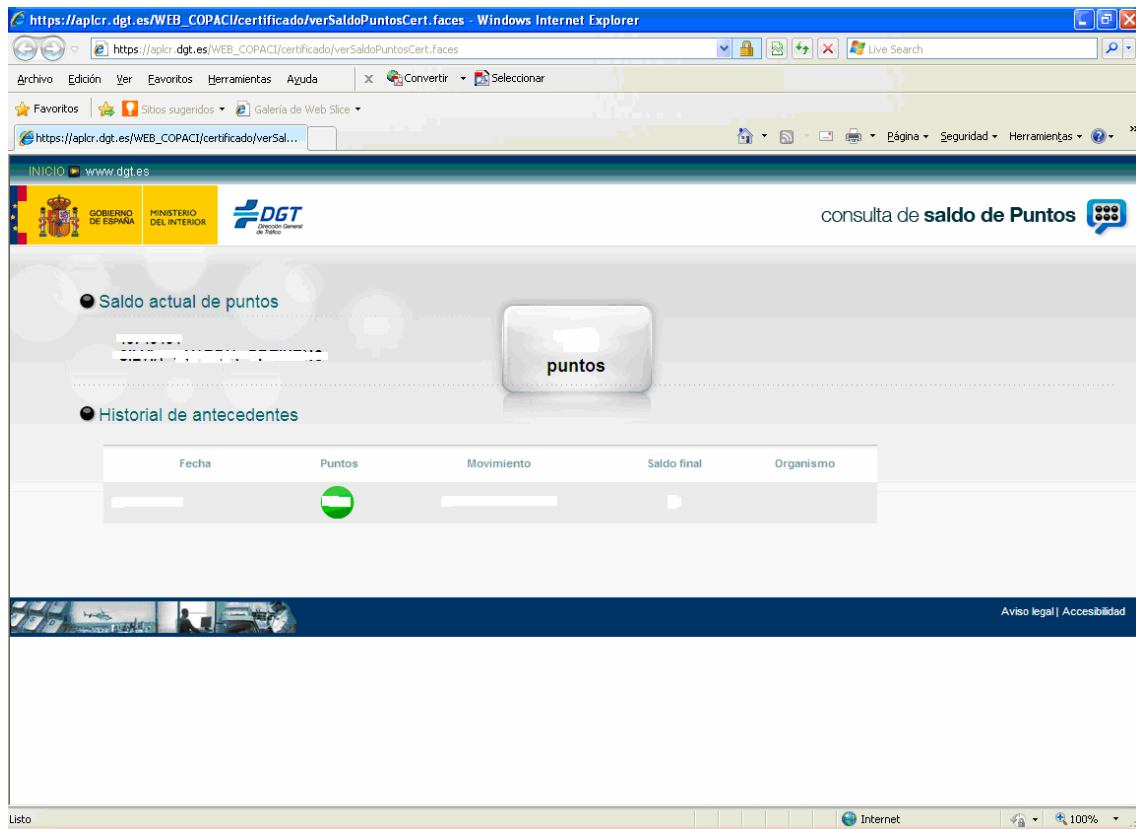 https://aplcr.dgt.es/WEB_COPACI/certificado/verSaldoPuntosCert.faces - Windows Internet Explorer
https://aplcr.dgt.es/WEB_COPACI/certificado/verSaldoPuntosCert.faces
Live Search
Archivo Edición Ver Favoritos Herramientas Ayuda x Convertir Seleccionar
Favoritos Sitios sugeridos Galería de Web Slice
https://aplcr.dgt.es/WEB_COPACI/certificado/verSal... Página Seguridad Herramientas »
INICIO www.dgt.es
GOBIERNO DE ESPAÑA
MINISTERIO DEL INTERIOR
DGT
Dirección General de Tráfico
consulta de saldo de Puntos
Saldo actual de puntos
puntos
Historial de antecedentes
Fecha Puntos Movimiento Saldo final Organismo
Aviso legal | Accesibilidad
Listo Internet 100%